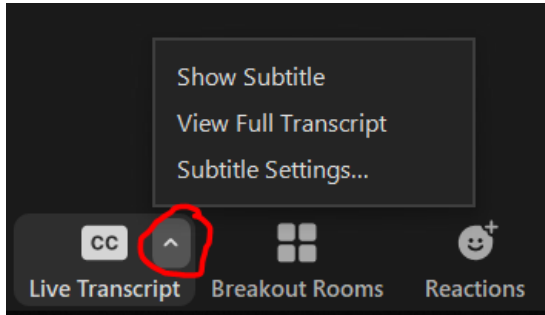 Show Subtitle
View Full Transcript
Subtitle Settings...
CC
Live Transcript
Breakout Rooms
Reactions